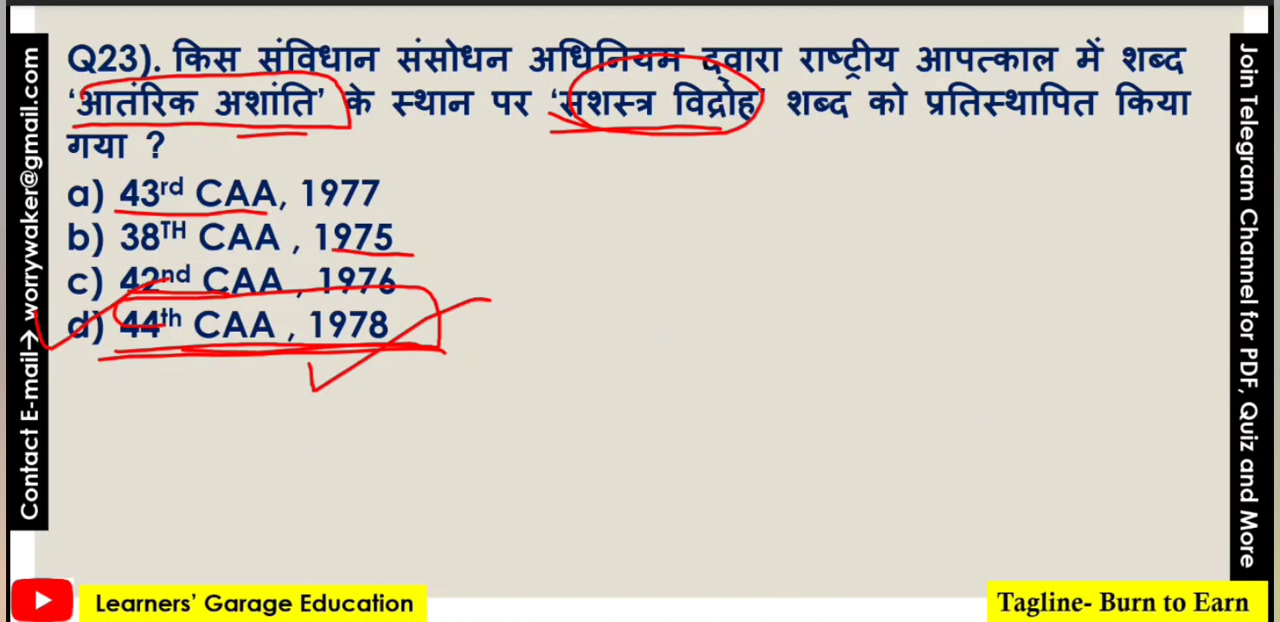 Q23). किस संविधान संसोधन अधिनियम द्वारा राष्ट्रीय आपत्काल में शब्द
'आतंरिक अशांति' के स्थान पर 'सशस्त्र विद्रोह' शब्द को प्रतिस्थापित किया
गया ?
a) 43rd CAA, 1977
b) 38TH CAA , 1975
c) 42nd CAA , 1976
d) 44th CAA , 1978
Contact E-mail→ worrywaker@gmail.com
Join Telegram Channel for PDF, Quiz and More
Learners' Garage Education
Tagline- Burn to Earn